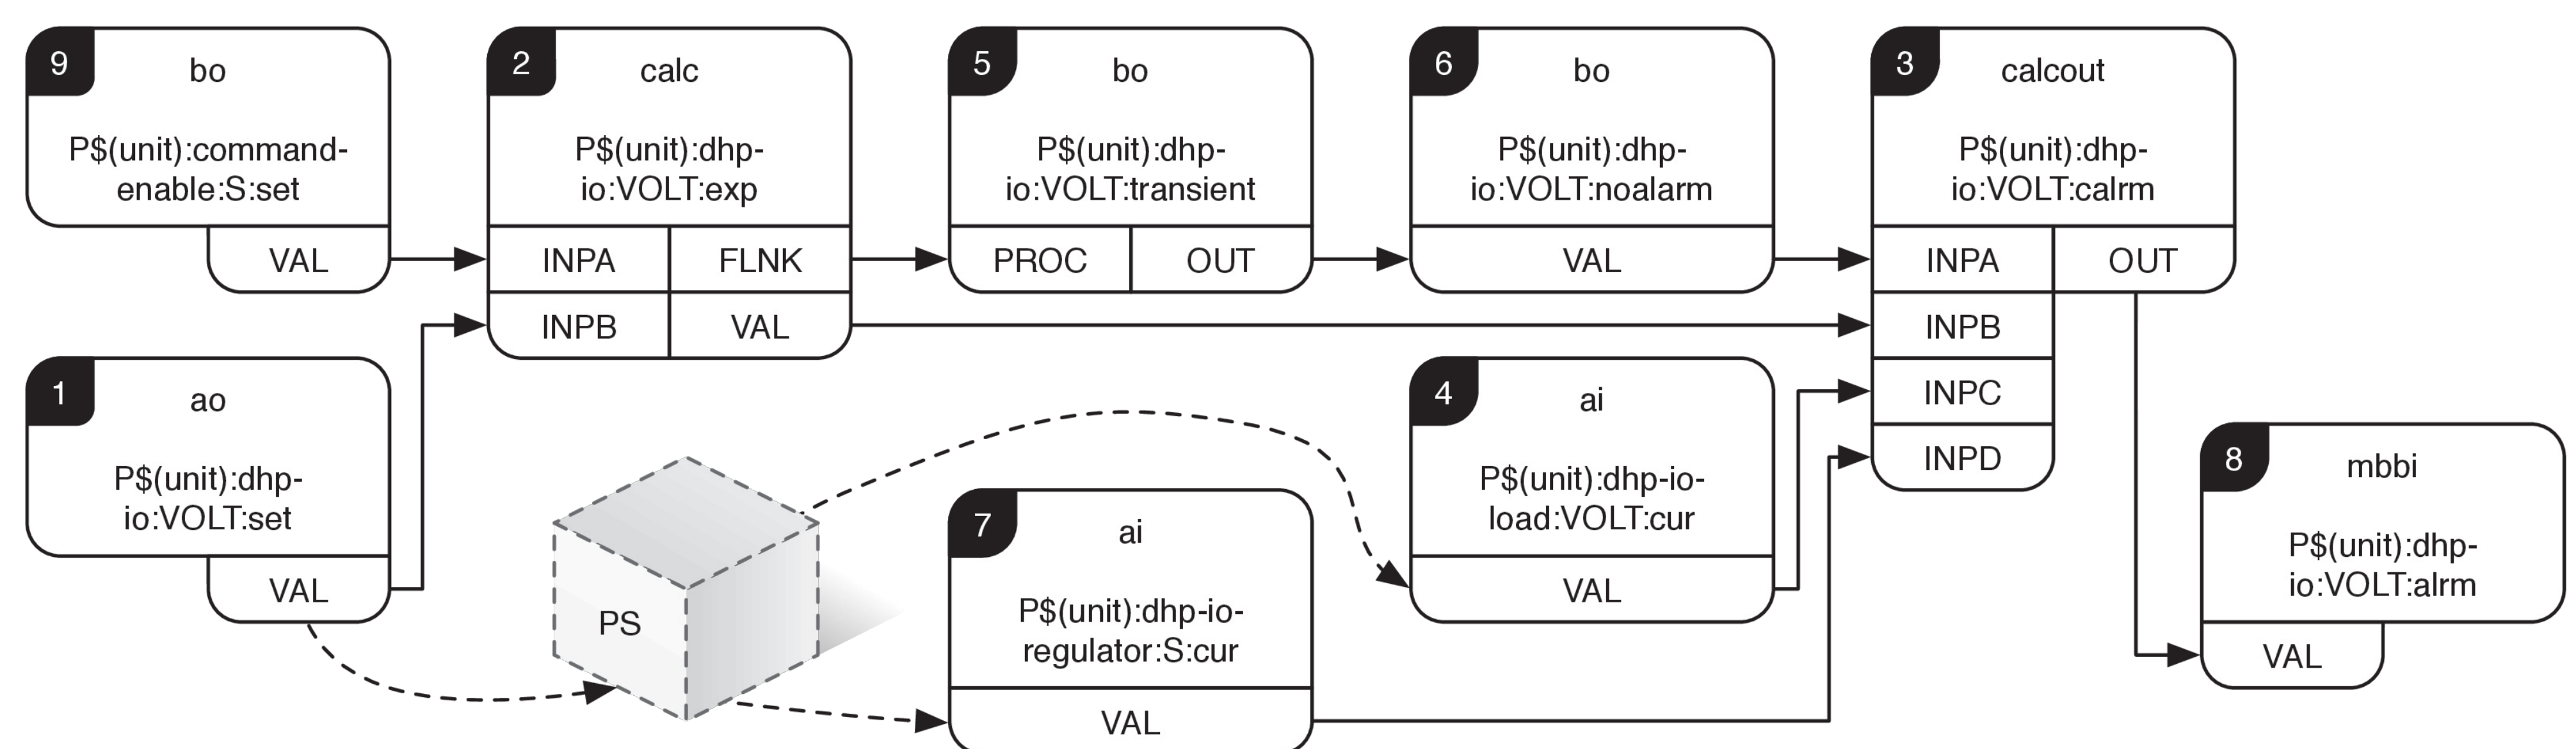 9
bo
P$(unit):command-
enable:S:set
VAL
2
calc
P$(unit):dhp-
io:VOLT:exp
INPA
FLNK
INPB
VAL
5
bo
P$(unit):dhp-
io:VOLT:transient
PROC
OUT
6
bo
P$(unit):dhp-
io:VOLT:noalarm
VAL
3
calcout
P$(unit):dhp-
io:VOLT:calrm
INPA
OUT
INPB
INPC
INPD
1
ao
P$(unit):dhp-
io:VOLT:set
VAL
PS
7
ai
P$(unit):dhp-io-
regulator:S:cur
VAL
4
ai
P$(unit):dhp-io-
load:VOLT:cur
VAL
8
mbbi
P$(unit):dhp-
io:VOLT:alrm
VAL